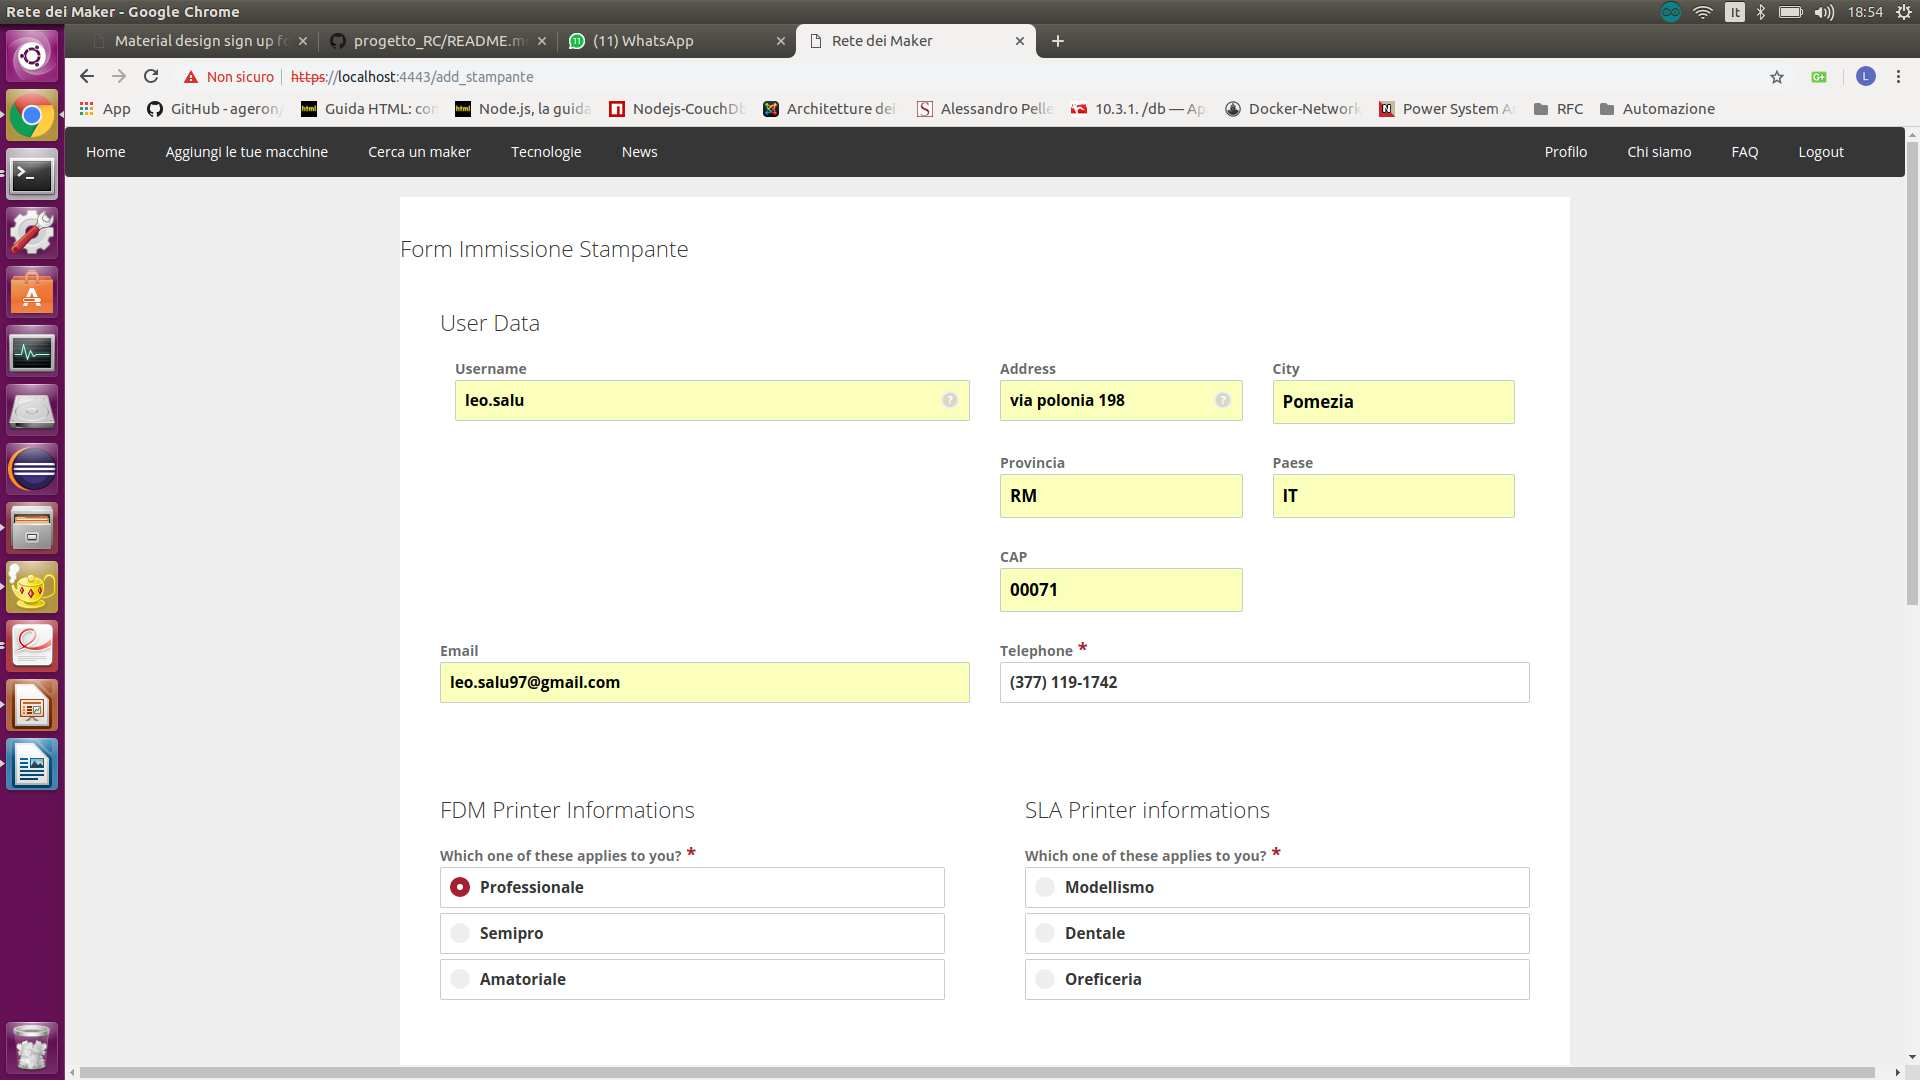 Rete dei Maker - Google Chrome
It
18:54
Material design sign up fo
progetto_RC/README.m
(11) WhatsApp
Rete dei Maker
Non sicuro
https://localhost:4443/add_stampante
G+
L
App
GitHub - ageron/
Guida HTML: con
Node.js, la guida
Nodejs-CouchDb
Architetture dei
Alessandro Pelle
10.3.1. /db — Ap
Docker-Network
Power System A
RFC
Automazione
Home
Aggiungi le tue macchine
Cerca un maker
Tecnologie
News
Profilo
Chi siamo
FAQ
Logout
Form Immissione Stampante
User Data
Username
Address
City
leo.salu
?
via polonia 198
?
Pomezia
Provincia
Paese
RM
IT
CAP
00071
Email
Telephone *
leo.salu97@gmail.com
(377) 119-1742
FDM Printer Informations
SLA Printer informations
Which one of these applies to you? *
Which one of these applies to you? *
Professionale
Modellismo
Semipro
Dentale
Amatoriale
Oreficeria